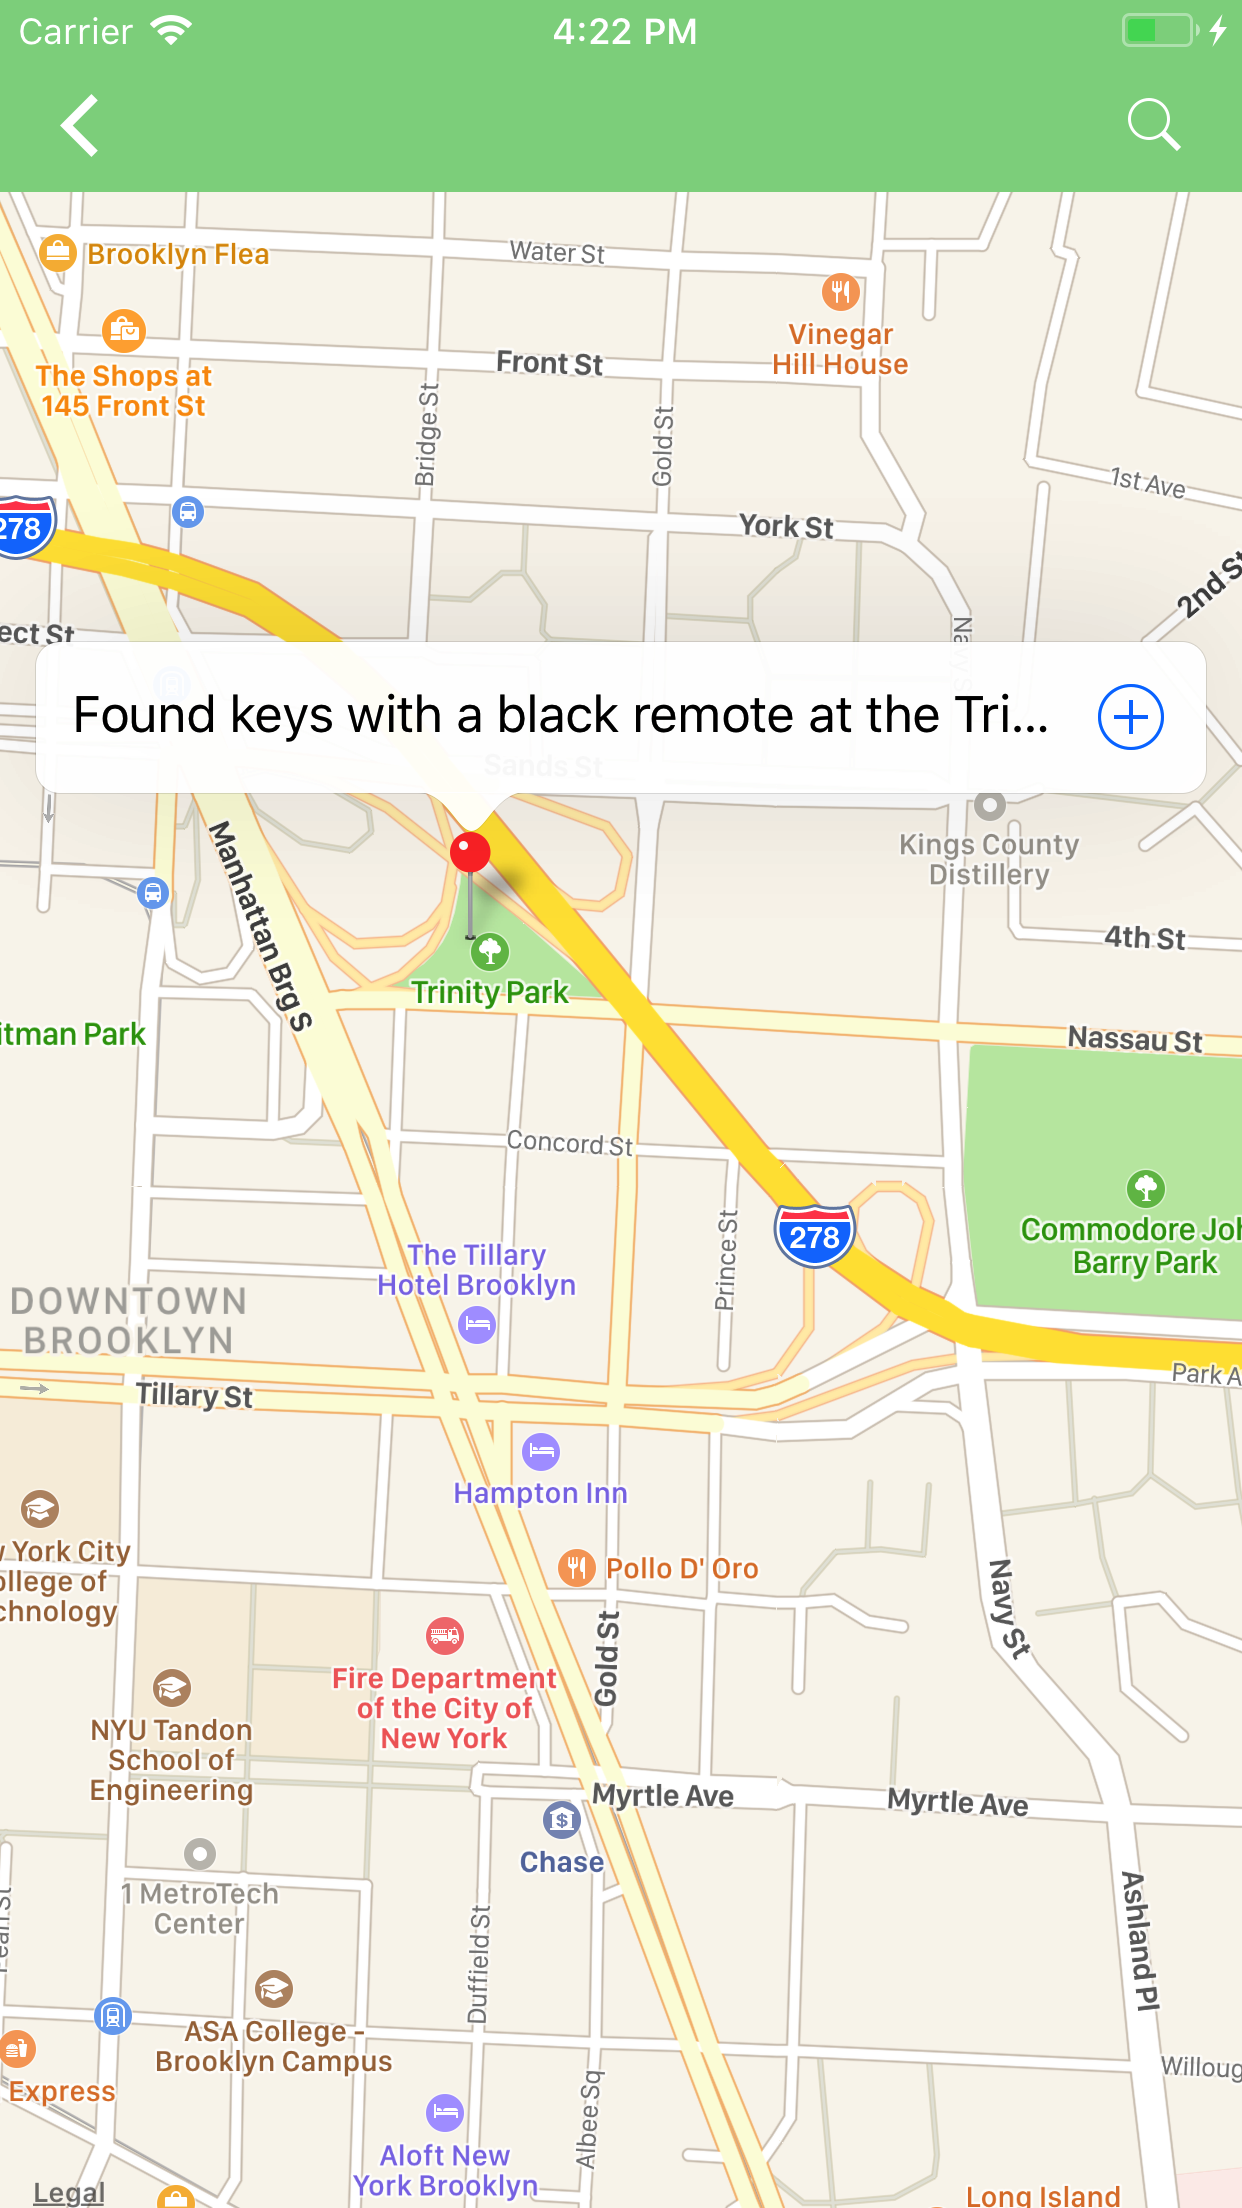 Carrier
4:22 PM
Brooklyn Flea
Water St
Vinegar
Hill House
The Shops at
145 Front St
Front St
Bridge St
Gold St
1st Ave
278
York St
2nd St
ect St
Found keys with a black remote at the Tri...
Sands St
Kings County
Distillery
Manhattan Brg S
4th St
Trinity Park
itman Park
Nassau St
Concord St
Commodore Joh
Barry Park
Prince St
278
The Tillary
Hotel Brooklyn
DOWNTOWN
BROOKLYN
Park A
Tillary St
Hampton Inn
York City
ollege of
chnology
Pollo D' Oro
Navy St
Gold St
Fire Department
of the City of
New York
NYU Tandon
School of
Engineering
Myrtle Ave
Myrtle Ave
Chase
1 MetroTech
Center
Ashland Pl
Duffield St
ASA College -
Brooklyn Campus
Express
Willoug
Albee Sq
Aloft New
York Brooklyn
Legal
Long Island